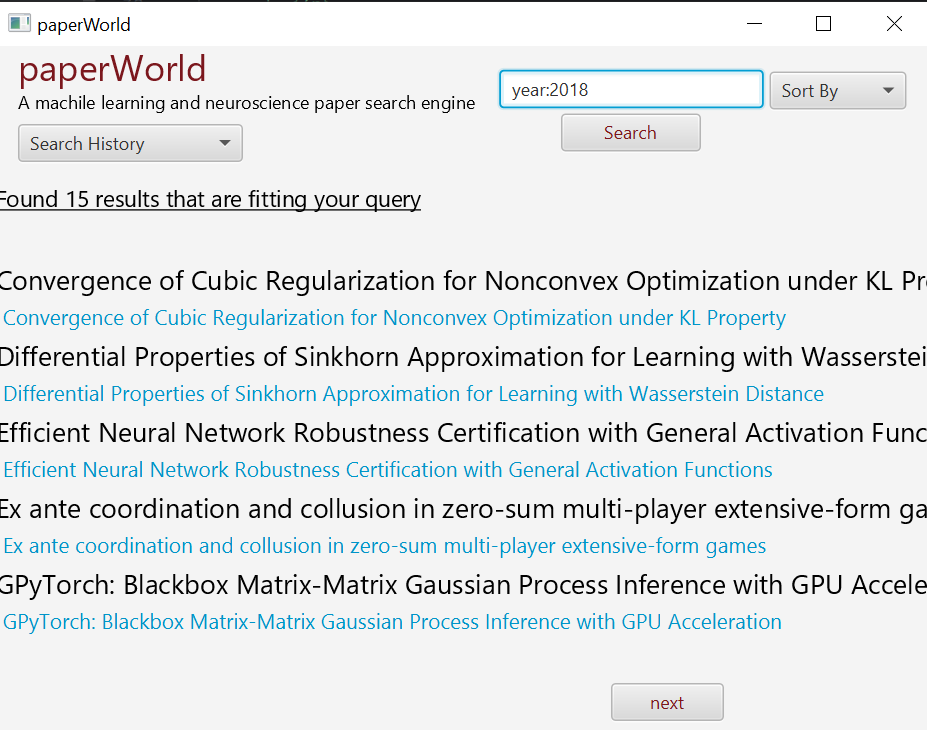 paperWorld
paperWorld
A machile learning and neuroscience paper search engine
year:2018
Sort By
Search History
Search
Found 15 results that are fitting your query
Convergence of Cubic Regularization for Nonconvex Optimization under KL Pr
Convergence of Cubic Regularization for Nonconvex Optimization under KL Property
Differential Properties of Sinkhorn Approximation for Learning with Wasserstei
Differential Properties of Sinkhorn Approximation for Learning with Wasserstein Distance
Efficient Neural Network Robustness Certification with General Activation Func
Efficient Neural Network Robustness Certification with General Activation Functions
Ex ante coordination and collusion in zero-sum multi-player extensive-form ga
Ex ante coordination and collusion in zero-sum multi-player extensive-form games
GPyTorch: Blackbox Matrix-Matrix Gaussian Process Inference with GPU Accele
GPyTorch: Blackbox Matrix-Matrix Gaussian Process Inference with GPU Acceleration
next